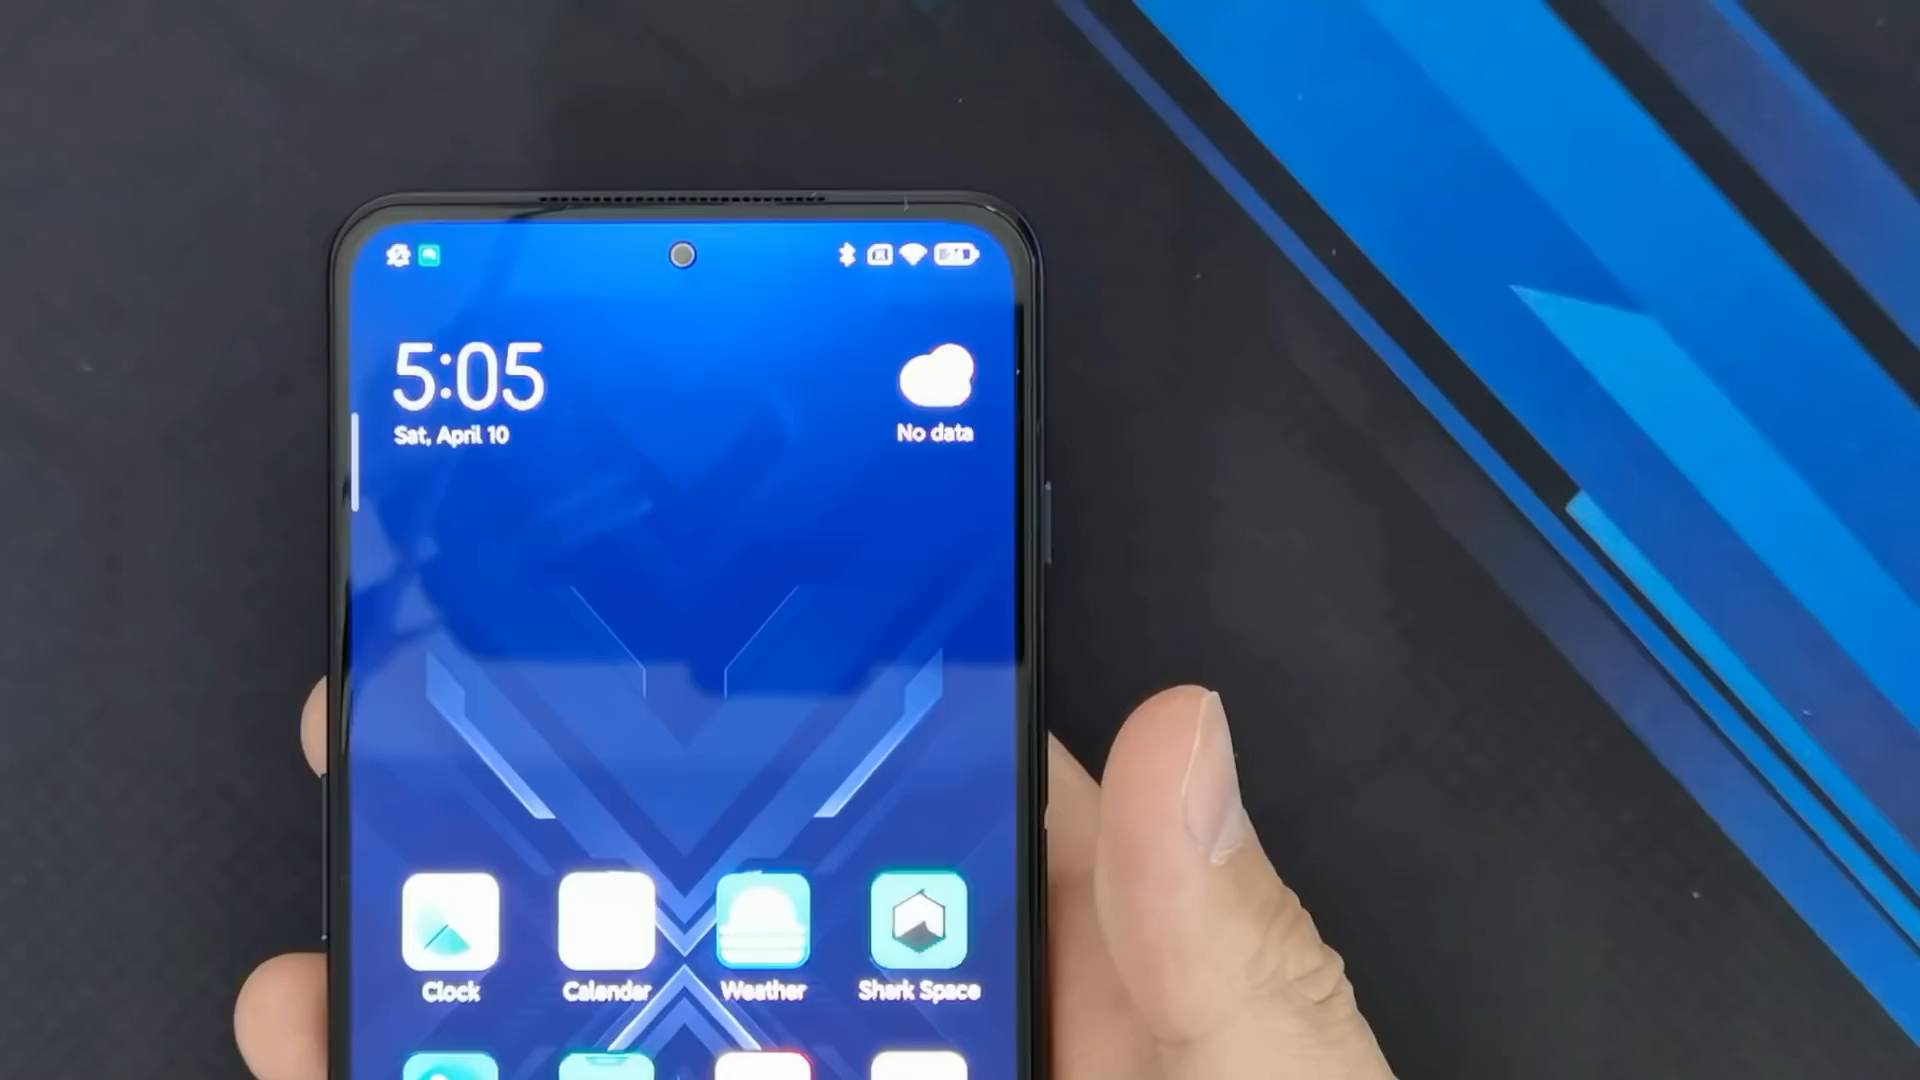 5:05
Sat, April 10
No data
Clock
Calendar
Weather
Shark Space